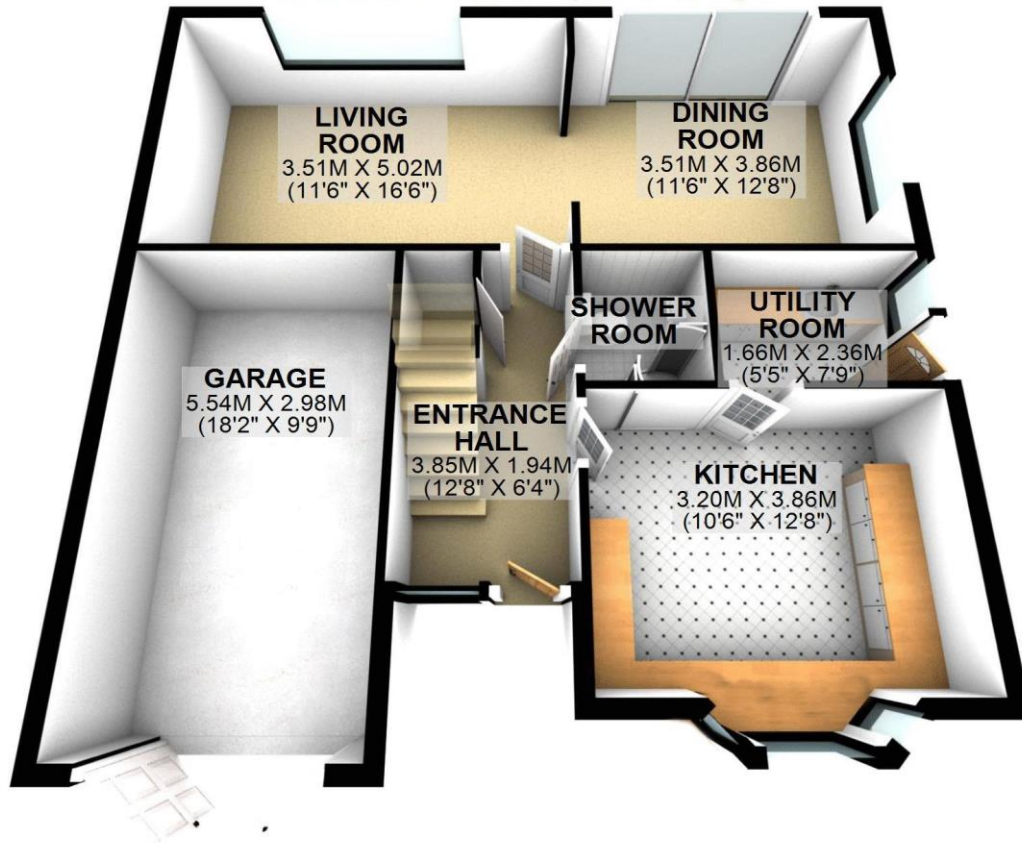 LIVING
ROOM
3.51M X 5.02M
(11'6" X 16'6")
DINING
ROOM
3.51M X 3.86M
(11'6" X 12'8")
SHOWER
ROOM
UTILITY
ROOM
1.66M X 2.36M
(5'5" X 7'9")
GARAGE
5.54M X 2.98M
(18'2" X 9'9")
ENTRANCE
HALL
3.85M X 1.94M
(12'8" X 6'4")
KITCHEN
3.20M X 3.86M
(10'6" X 12'8")